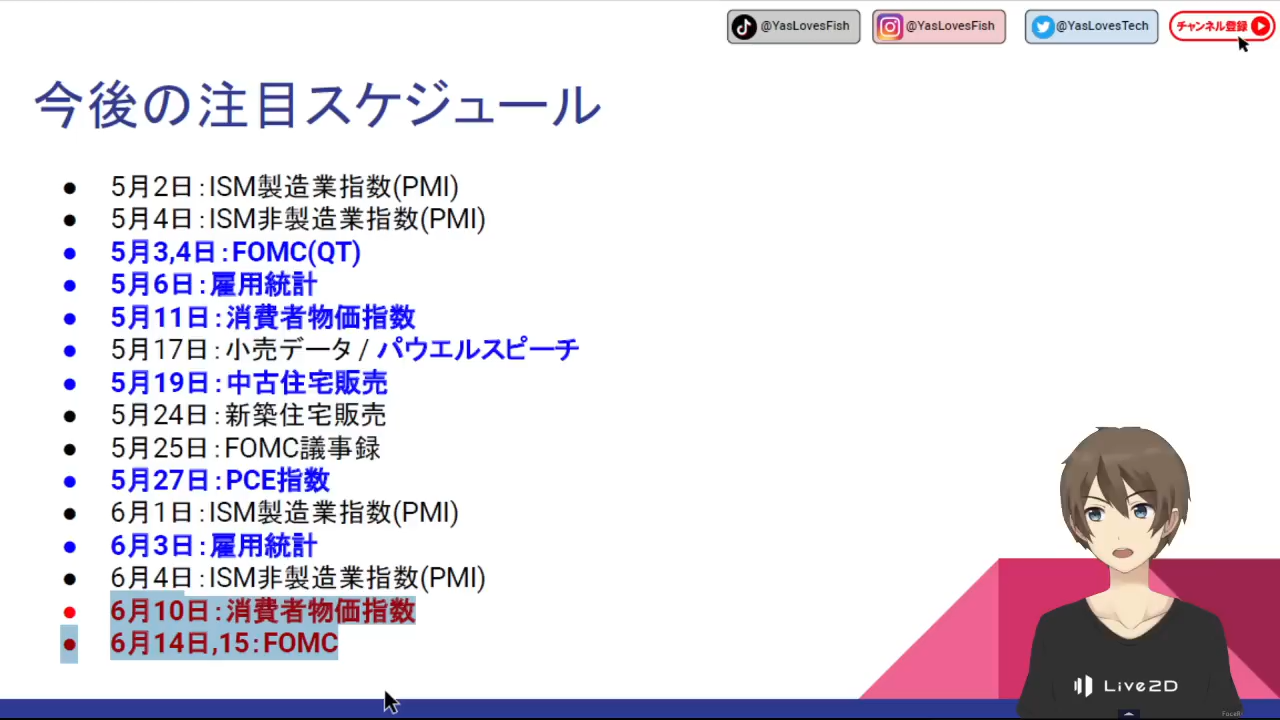 @YasLovesFish
@YasLovesFish
@YasLovesTech
チャンネル登録
今後の注目スケジュール
● 5月2日:ISM製造業指数(PMI)
● 5月4日:ISM非製造業指数(PMI)
● 5月3,4日:FOMC(QT)
● 5月6日:雇用統計
● 5月11日:消費者物価指数
● 5月17日:小売データ / パウエルスピーチ
● 5月19日:中古住宅販売
● 5月24日:新築住宅販売
● 5月25日:FOMC議事録
● 5月27日:PCE指数
● 6月1日:ISM製造業指数(PMI)
● 6月3日:雇用統計
● 6月4日:ISM非製造業指数(PMI)
● 6月10日:消費者物価指数
● 6月14日,15:FOMC
Live2D